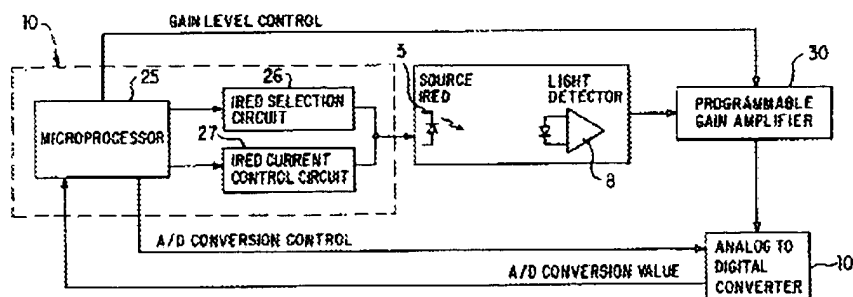 GAIN LEVEL CONTROL
10
25
26
5
30
MICROPROCESSOR
IRED SELECTION
CIRCUIT
27
IRED CURRENT
CONTROL CIRCUIT
SOURCE
IRED
LIGHT
DETECTOR
8
PROGRAMMABLE
GAIN AMPLIFIER
A/D CONVERSION CONTROL
A/D CONVERSION VALUE
ANALOG TO
DIGITAL
CONVERTER
10